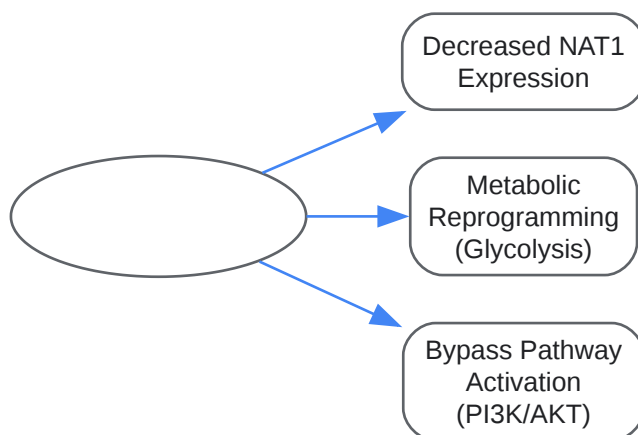 Decreased NAT1
Expression
Metabolic
Reprogramming
(Glycolysis)
Bypass Pathway
Activation
(PI3K/AKT)